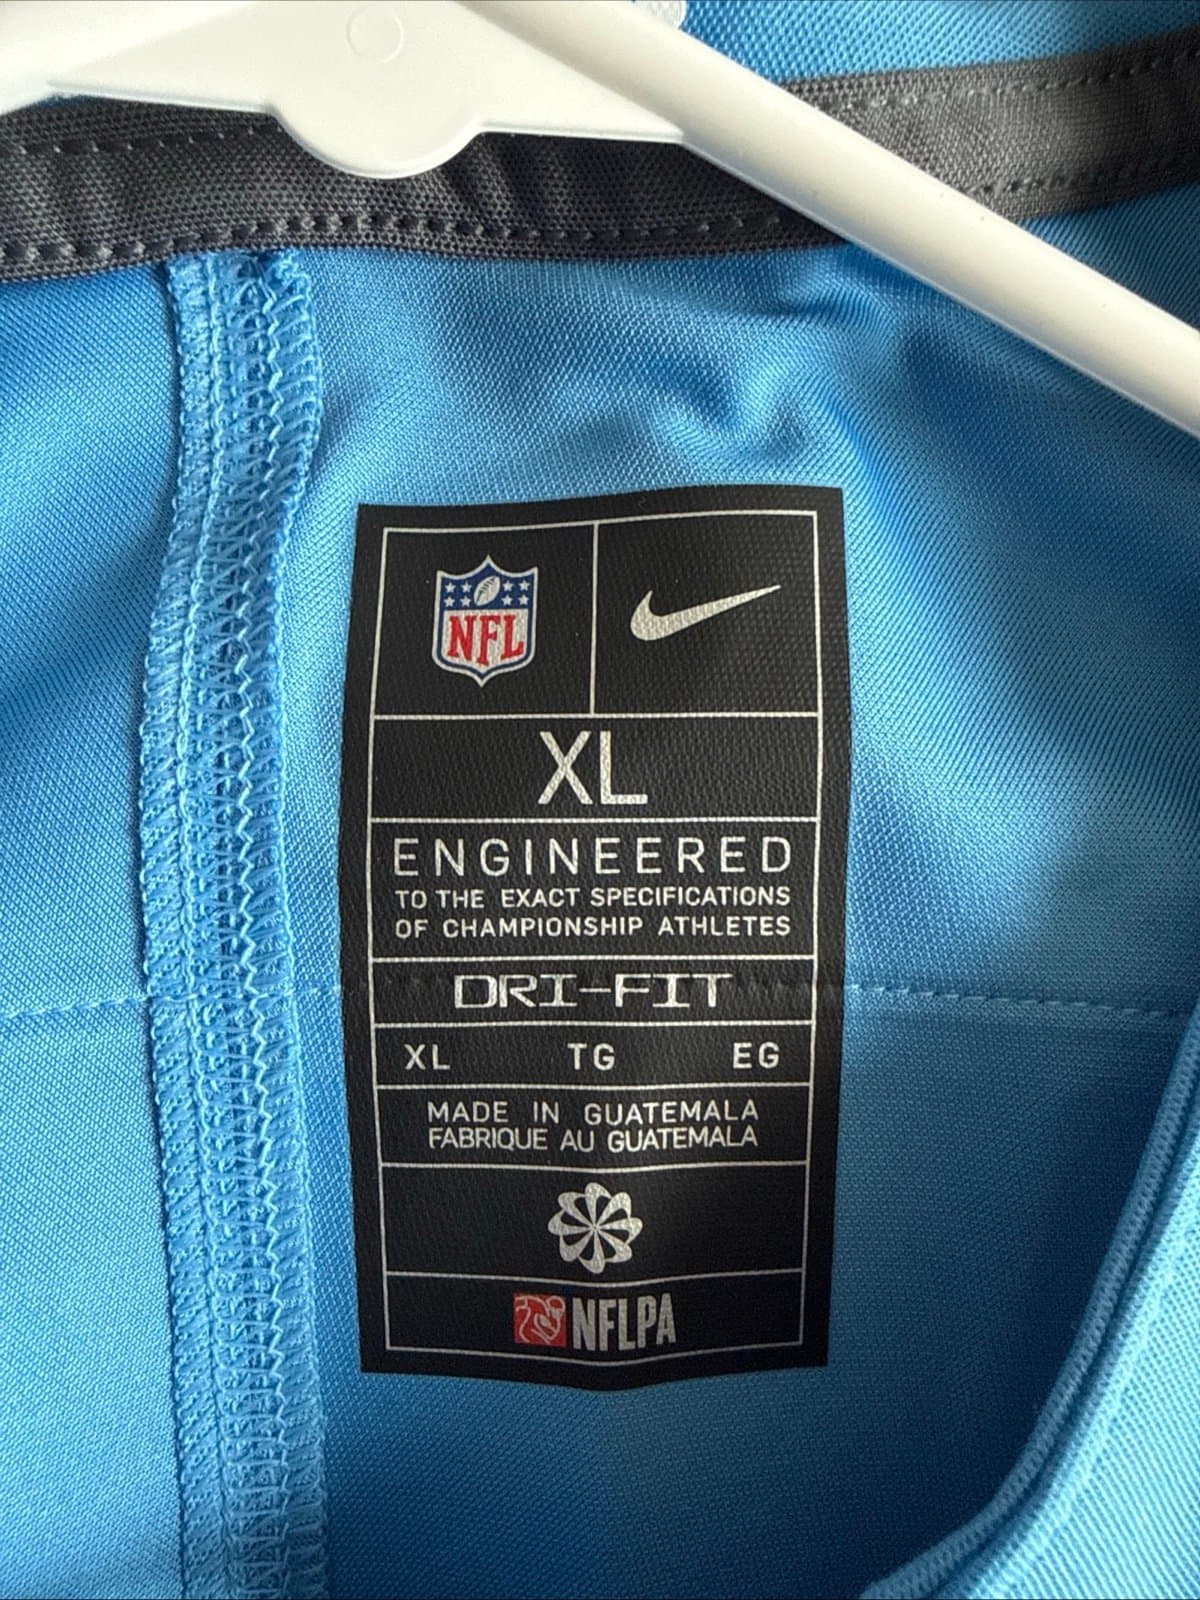 NFL
XL
ENGINEERED
TO THE EXACT SPECIFICATIONS
OF CHAMPIONSHIP ATHLETES
DRI-FIT
XL TG EG
MADE IN GUATEMALA
FABRIQUE AU GUATEMALA
NFLPA